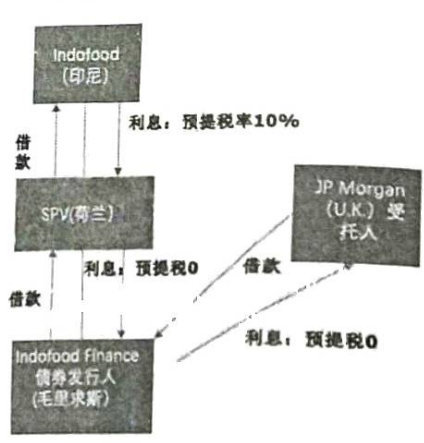 Indofood
(印尼)
利息：预提税率10%
借
款
SPV(荷兰)
JP Morgan
（U.K.） 受
托人
利息：预提税0
借款
借款
利息：预提税0
Indofood Finance
债券发行人
(毛里求斯)